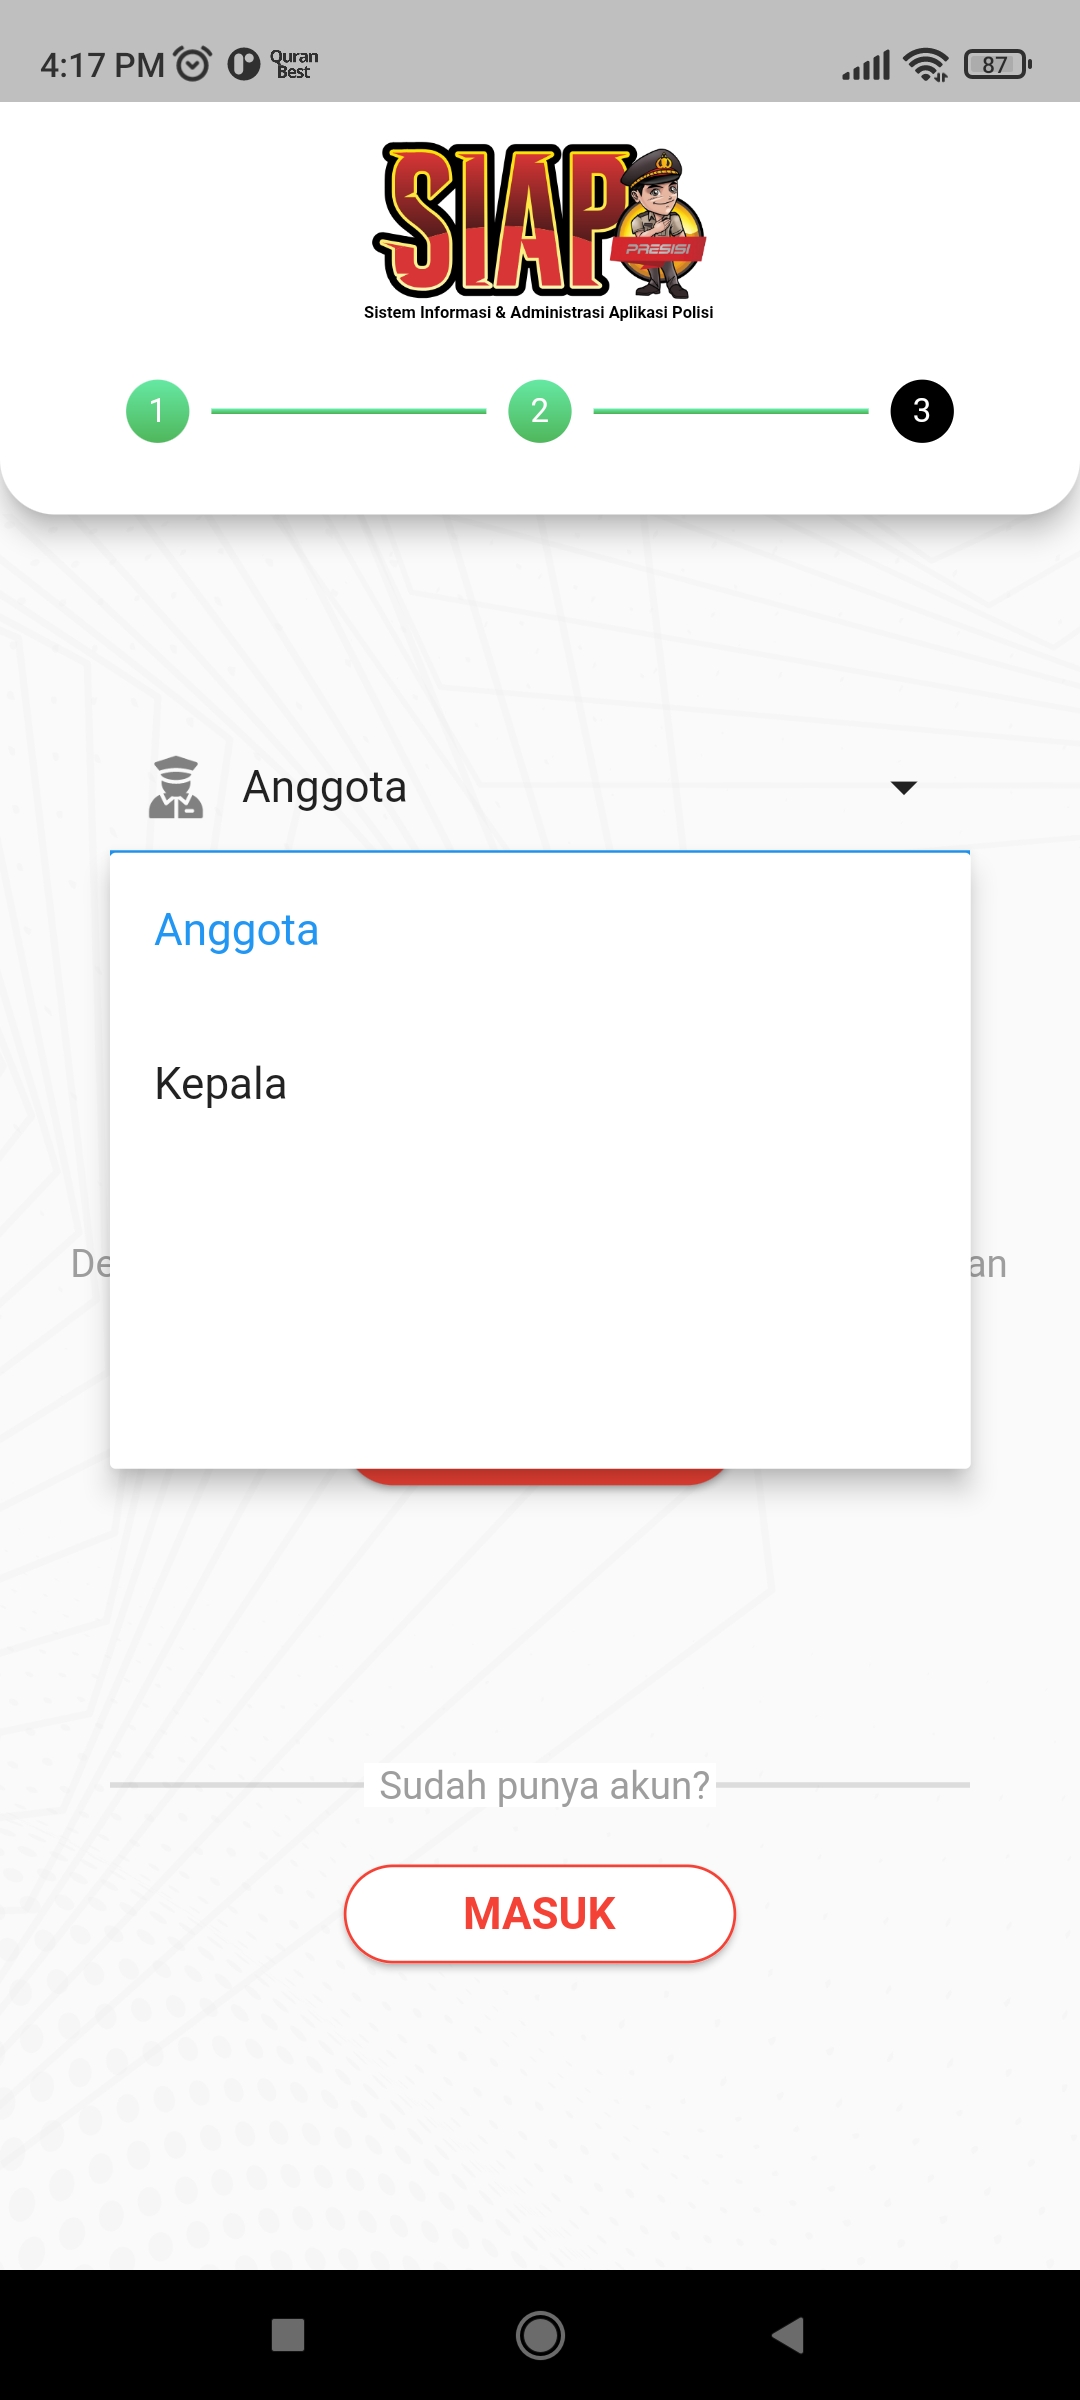 4:17 PM
Quran
Best
87
SIAP
PRESISI
Sistem Informasi & Administrasi Aplikasi Polisi
1
2
3
Anggota
Anggota
Kepala
De
an
Sudah punya akun?
MASUK